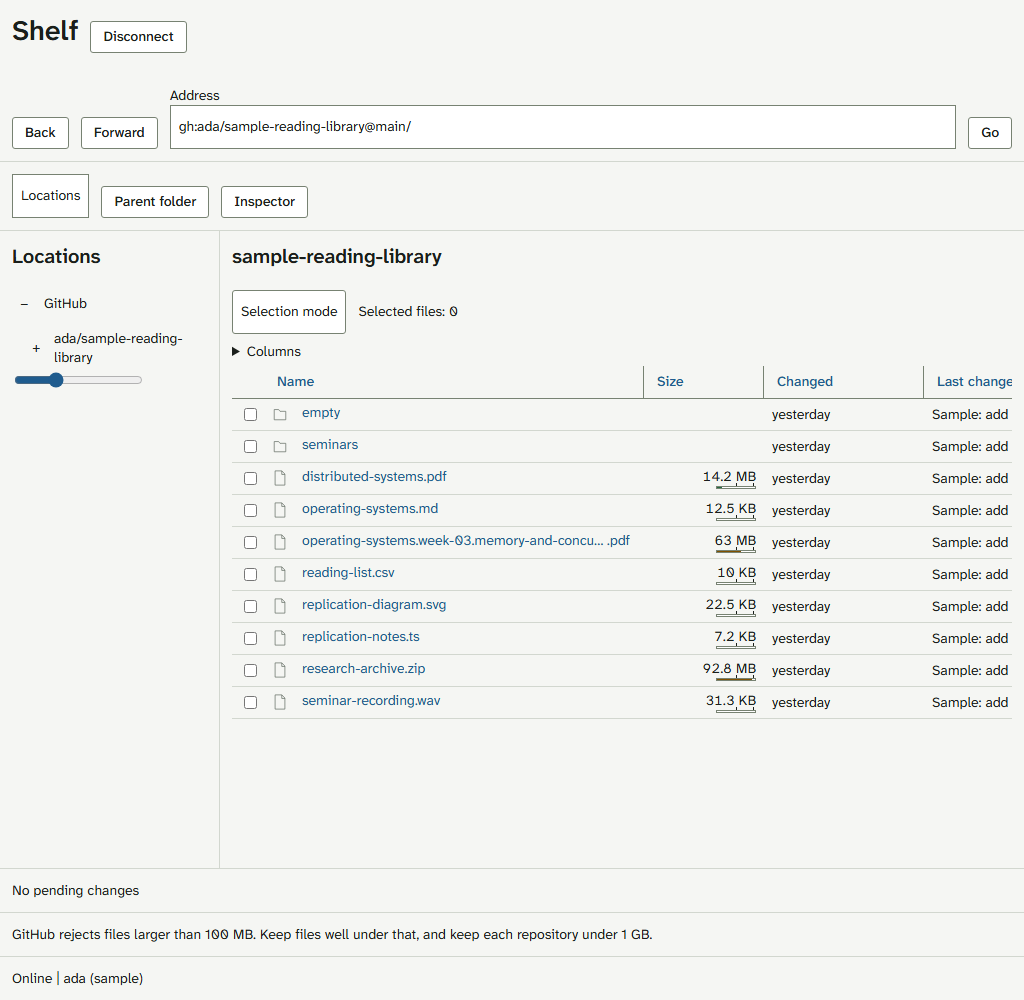 Shelf
Disconnect
Address
Back
Forward
gh:ada/sample-reading-library@main/
Go
Locations
Parent folder
Inspector
Locations
– GitHub
+ ada/sample-reading-
library
sample-reading-library
Selection mode
Selected files: 0
Columns
Name Size Changed Last change
empty yesterday Sample: add
seminars yesterday Sample: add
distributed-systems.pdf 14.2 MB yesterday Sample: add
operating-systems.md 12.5 KB yesterday Sample: add
operating-systems.week-03.memory-and-concu... .pdf 63 MB yesterday Sample: add
reading-list.csv 10 KB yesterday Sample: add
replication-diagram.svg 22.5 KB yesterday Sample: add
replication-notes.ts 7.2 KB yesterday Sample: add
research-archive.zip 92.8 MB yesterday Sample: add
seminar-recording.wav 31.3 KB yesterday Sample: add
No pending changes
GitHub rejects files larger than 100 MB. Keep files well under that, and keep each repository under 1 GB.
Online | ada (sample)